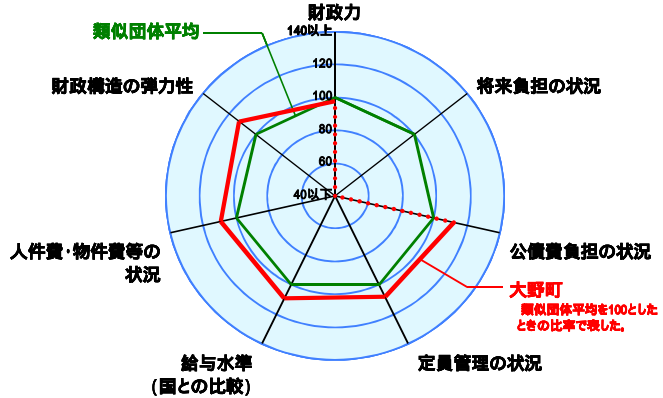 財政力
類似団体平均
140以上
120
100
80
60
40以下
財政構造の弾力性
将来負担の状況
人件費・物件費等の
状況
公債費負担の状況
大野町
類似団体平均を100とした
ときの比率で表した。
給与水準
(国との比較)
定員管理の状況